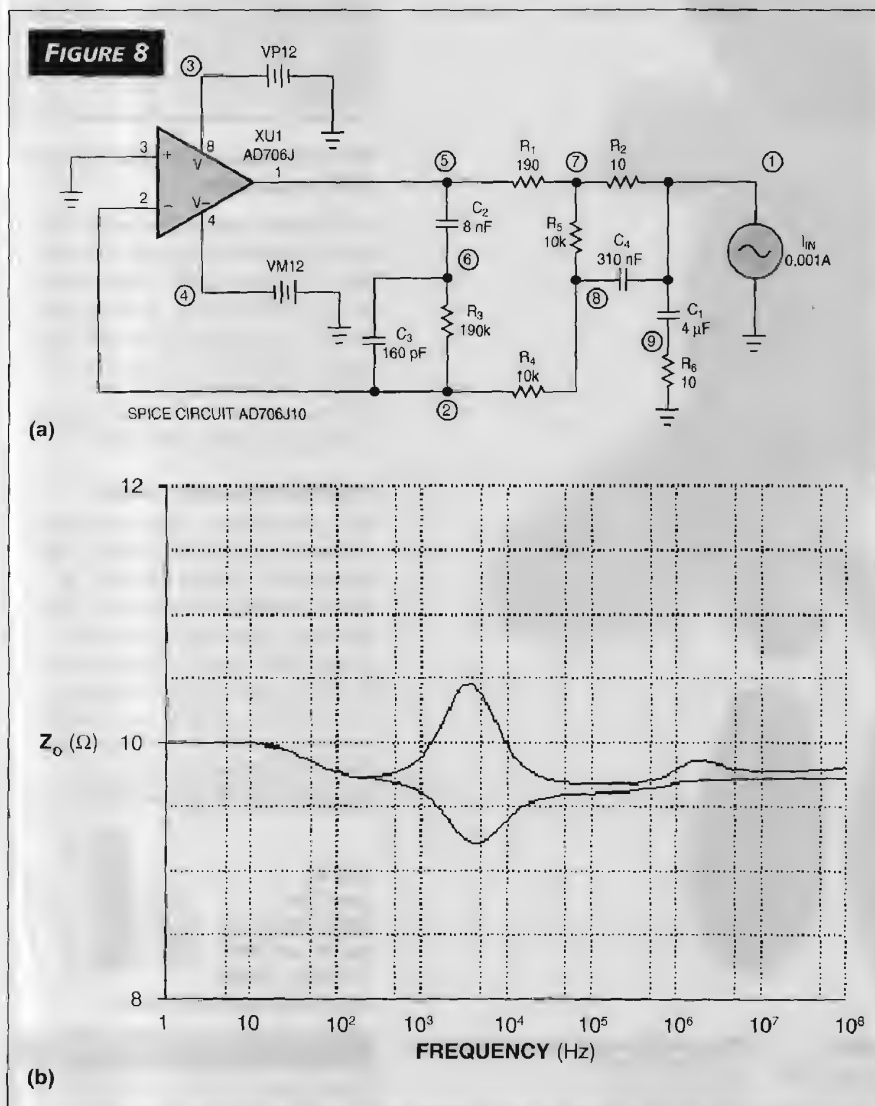 FIGURE 8
VP12
3
XU1
AD706J
8
3
+
V
1
2
−
V−
4
VM12
4
5
R1
190
7
R2
10
1
C2
8 nF
R5
10k
C4
310 nF
IIN
0.001A
6
8
C3
160 pF
R3
190k
C1
4 µF
9
R4
10k
R6
10
2
SPICE CIRCUIT AD706J10
(a)
12
10
8
Zo (Ω)
1 10 10² 10³ 10⁴ 10⁵ 10⁶ 10⁷ 10⁸
FREQUENCY (Hz)
(b)